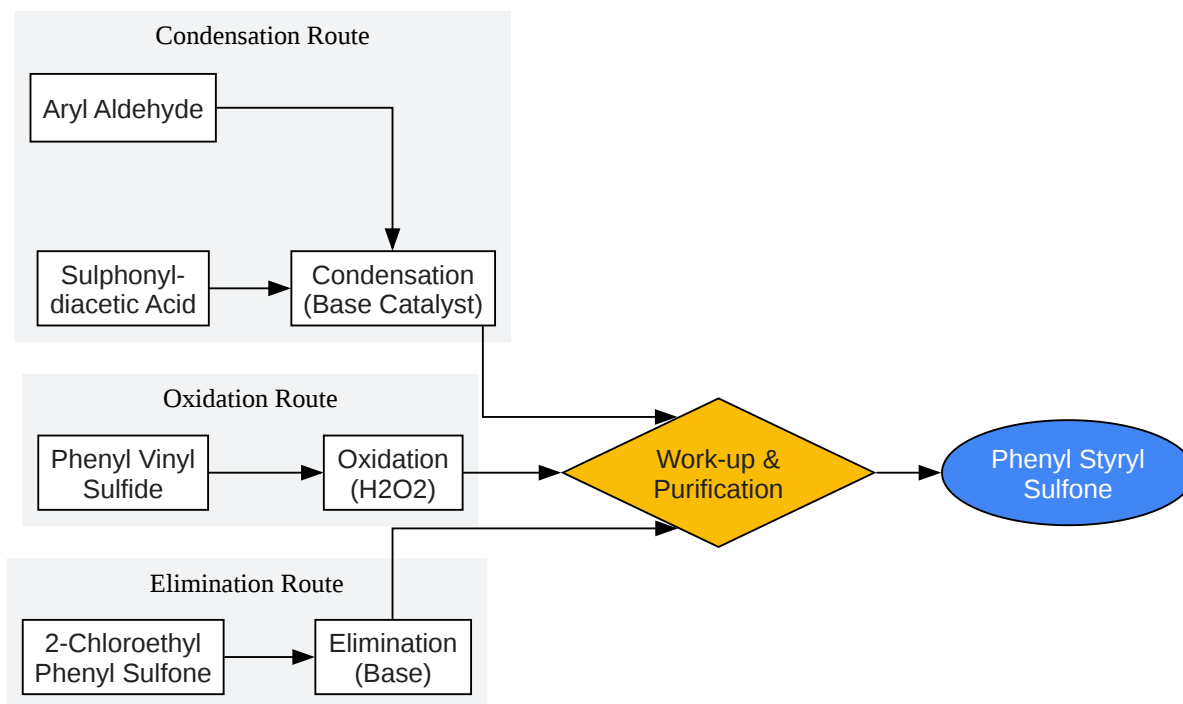 Condensation Route
Aryl Aldehyde
Sulphonyl-
diacetic Acid
Condensation
(Base Catalyst)
Oxidation Route
Phenyl Vinyl
Sulfide
Oxidation
(H2O2)
Work-up &
Purification
Phenyl Styryl
Sulfone
Elimination Route
2-Chloroethyl
Phenyl Sulfone
Elimination
(Base)